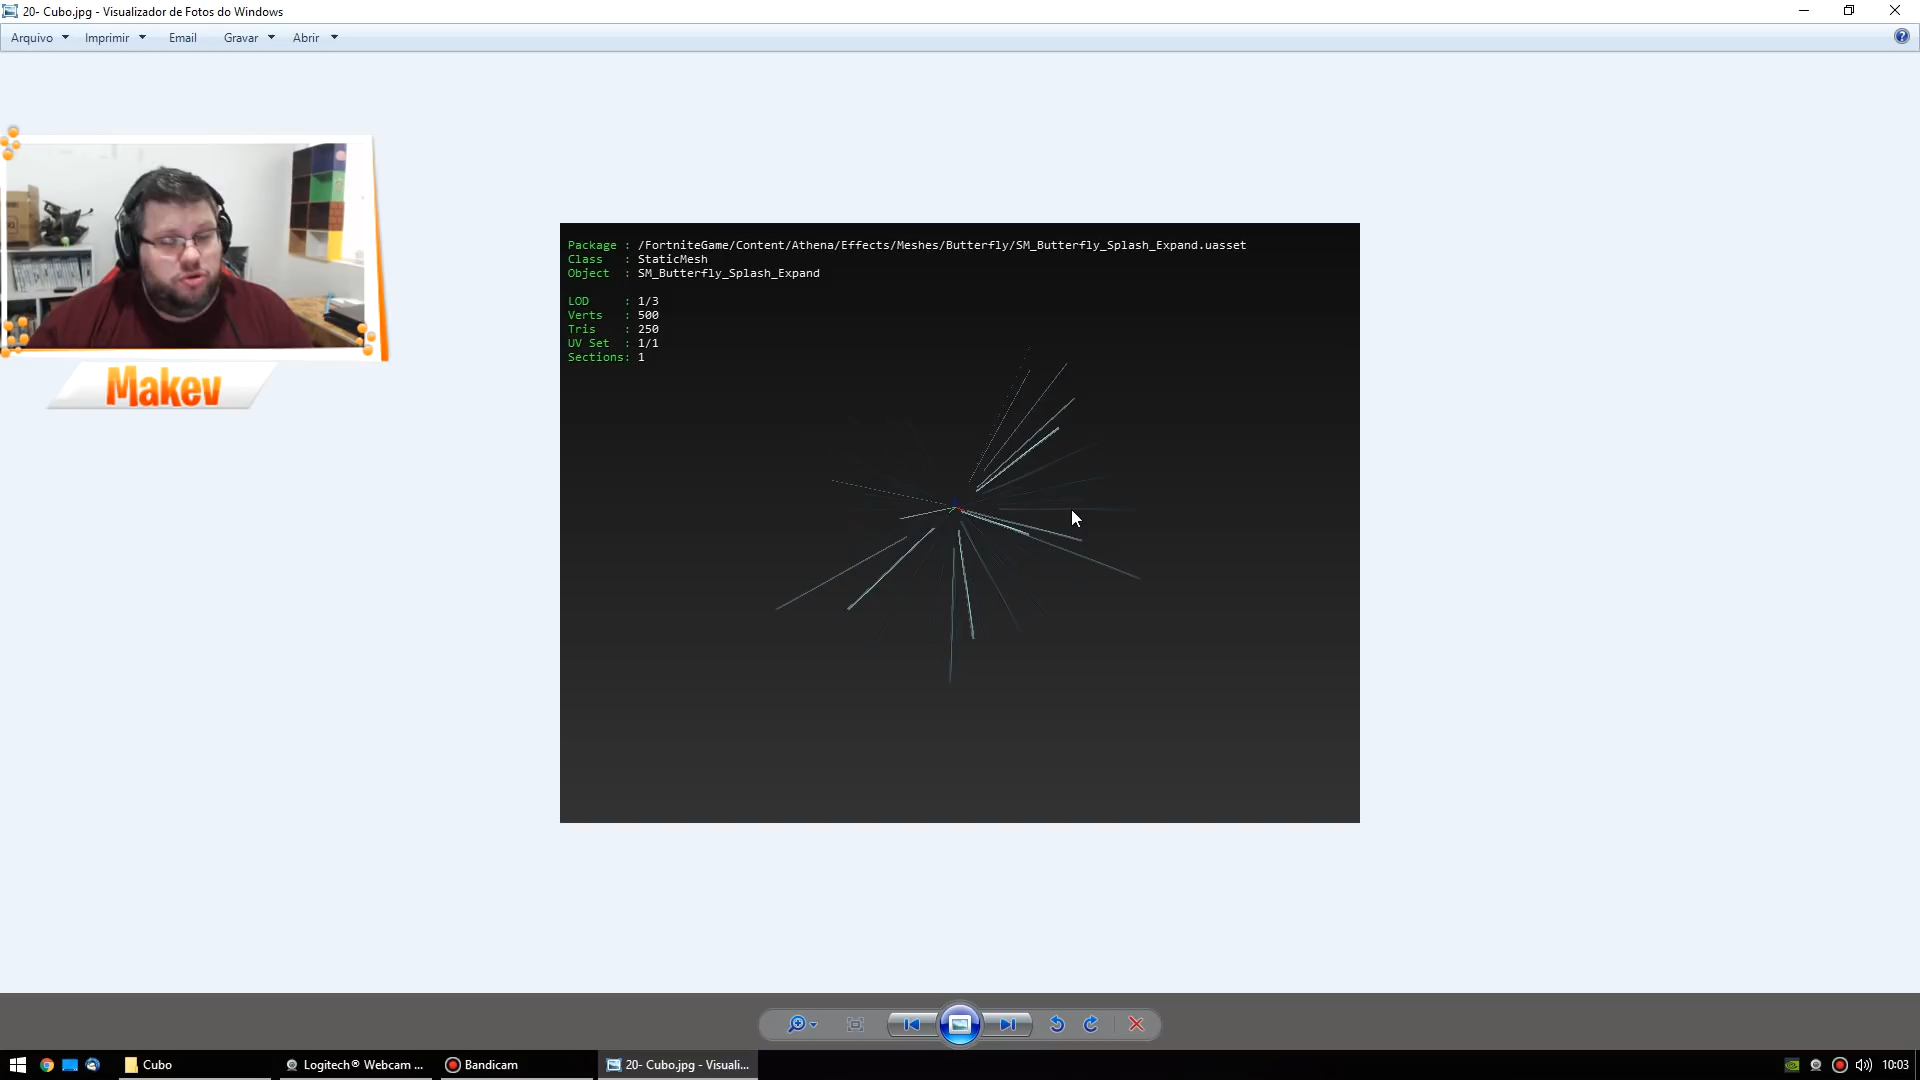 20- Cubo.jpg - Visualizador de Fotos do Windows
Arquivo Imprimir Email Gravar Abrir
Makev
Package : /FortniteGame/Content/Athena/Effects/Meshes/Butterfly/SM_Butterfly_Splash_Expand.uasset
Class : StaticMesh
Object : SM_Butterfly_Splash_Expand
LOD : 1/3
Verts : 500
Tris : 250
UV Set : 1/1
Sections: 1
Cubo
Logitech® Webcam ...
Bandicam
20- Cubo.jpg - Visuali...
10:03